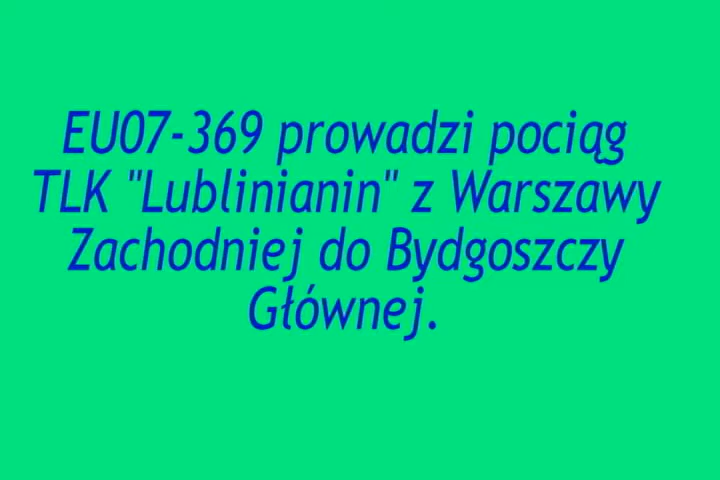 EU07-369 prowadzi pociąg
TLK "Lublinianin" z Warszawy
Zachodniej do Bydgoszczy
Głównej.